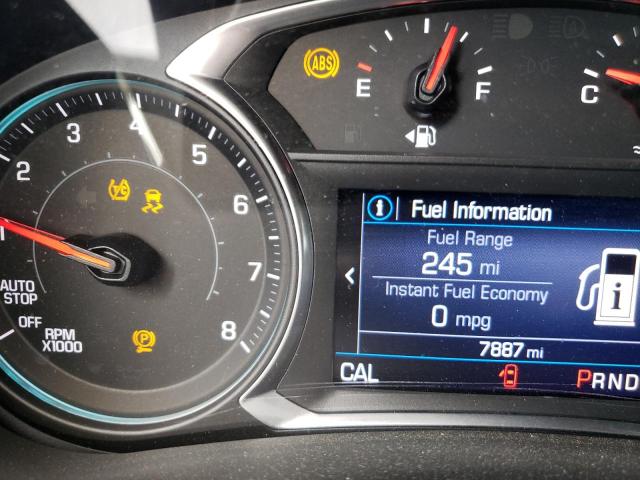 ABS
E F C
3 4 5
2 6
1 7
8
T/C
AUTO
STOP
OFF
RPM
X1000
P
i Fuel Information
Fuel Range
245 mi
Instant Fuel Economy
0 mpg
i
7887 mi
CAL
PRND